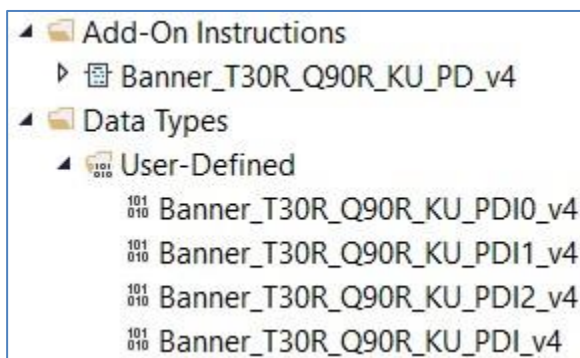 Add-On Instructions
Banner_T30R_Q90R_KU_PD_v4
Data Types
User-Defined
Banner_T30R_Q90R_KU_PDI0_v4
Banner_T30R_Q90R_KU_PDI1_v4
Banner_T30R_Q90R_KU_PDI2_v4
Banner_T30R_Q90R_KU_PDI_v4